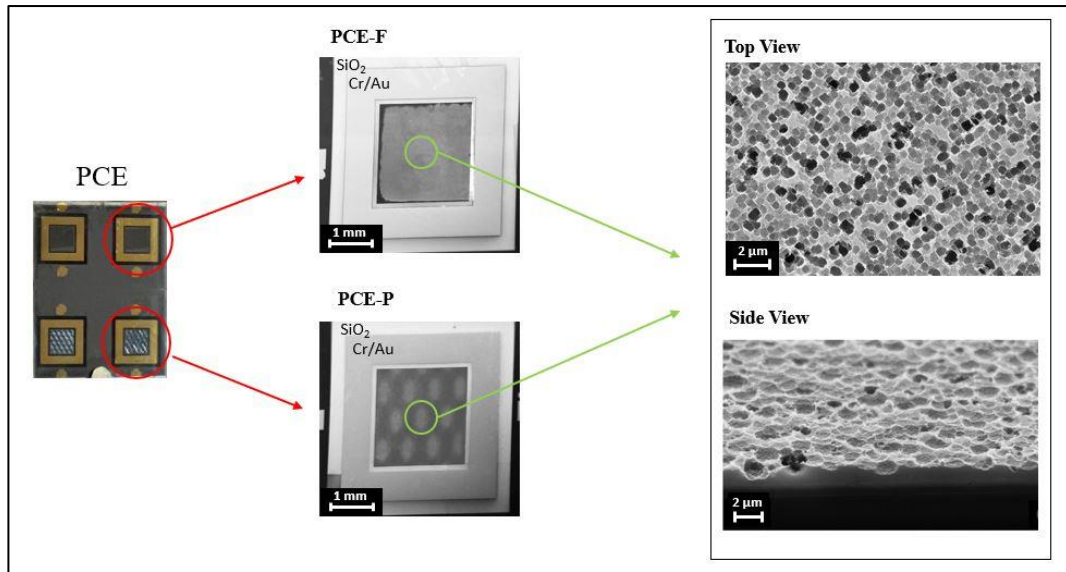 PCE
PCE-F
SiO₂
Cr/Au
1 mm
PCE-P
SiO₂
Cr/Au
1 mm
Top View
2 µm
Side View
2 µm